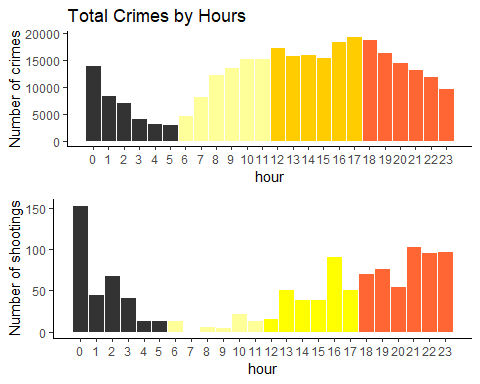 Total Crimes by Hours
Number of crimes
20000
15000
10000
5000
0
0 1 2 3 4 5 6 7 8 9 10 11 12 13 14 15 16 17 18 19 20 21 22 23
hour
Number of shootings
150
100
50
0
0 1 2 3 4 5 6 7 8 9 10 11 12 13 14 15 16 17 18 19 20 21 22 23
hour